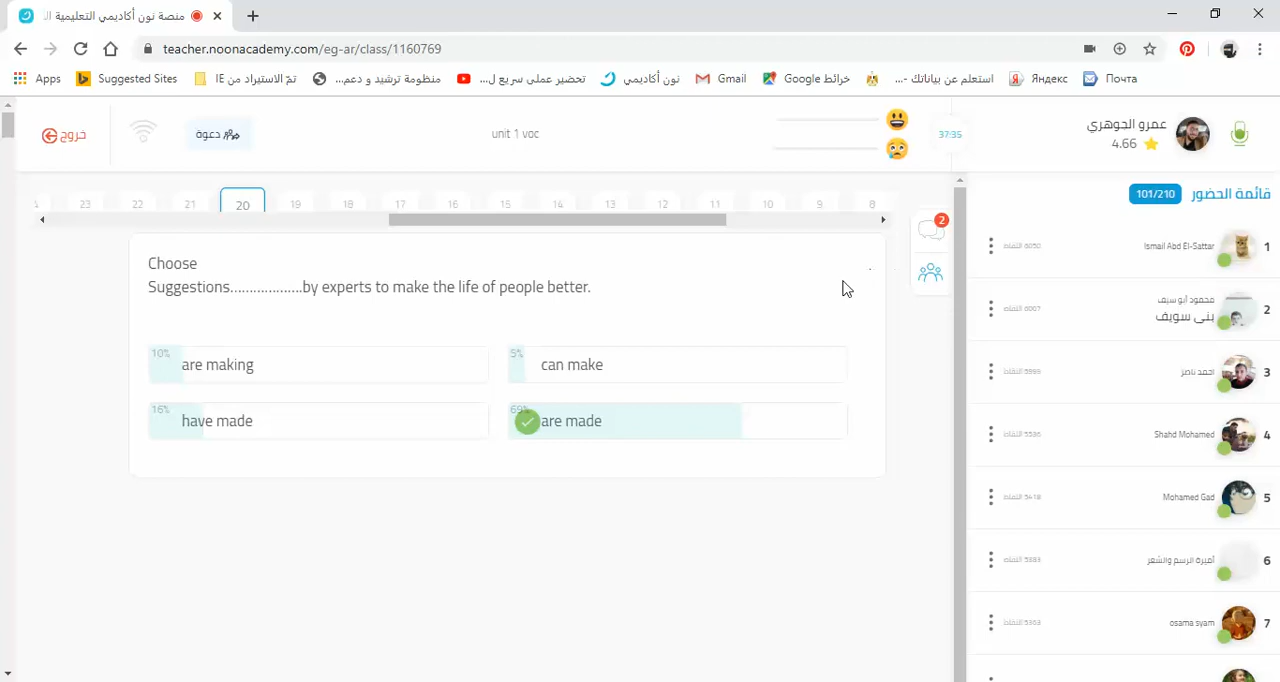 منصة نون أكاديمي التعليمية ال
teacher.noonacademy.com/eg-ar/class/1160769
Apps
Suggested Sites
تمّ الاستيراد من IE
منظومة ترشيد و دعم...
تحضير عملى سريع ل...
نون أكاديمي
Gmail
خرائط Google
استعلم عن بياناتك -...
Яндекс
Почта
خروج
دعوة
unit 1 voc
37:35
عمرو الجوهري
4.66
23
22
21
20
19
18
17
16
15
14
13
12
11
10
9
8
2
قائمة الحضور
101/210
Choose
Suggestions...................by experts to make the life of people better.
10%
are making
5%
can make
16%
have made
69%
are made
Ismail Abd El-Sattar
1
محمود أبو سيف
بنى سويف
2
احمد ناصر
3
Shahd Mohamed
4
Mohamed Gad
5
أميرة الرسم والشعر
6
osama syam
7